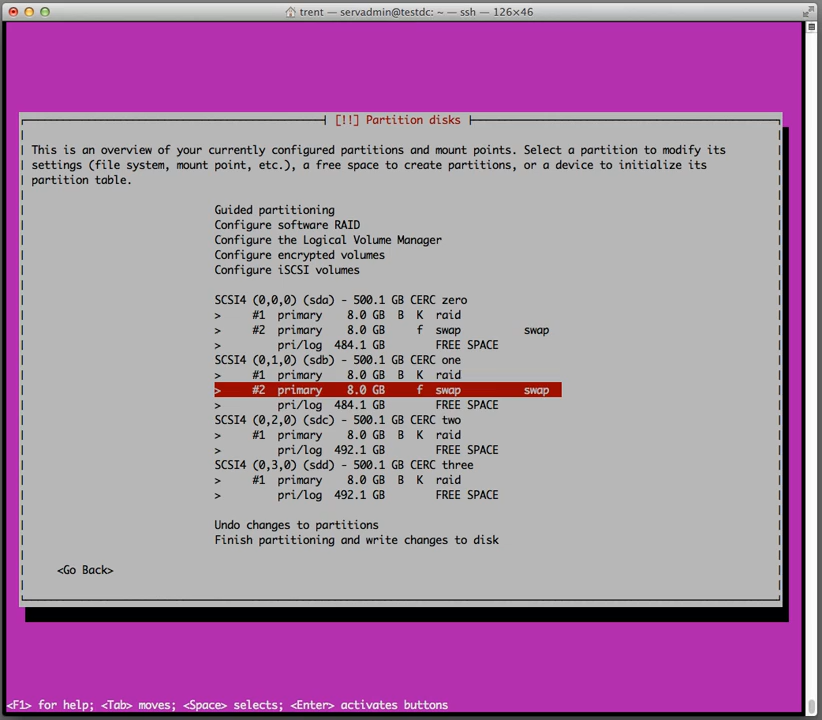 trent — servadmin@testdc: ~ — ssh — 126×46
[!!] Partition disks
This is an overview of your currently configured partitions and mount points. Select a partition to modify its
settings (file system, mount point, etc.), a free space to create partitions, or a device to initialize its
partition table.
Guided partitioning
Configure software RAID
Configure the Logical Volume Manager
Configure encrypted volumes
Configure iSCSI volumes
SCSI4 (0,0,0) (sda) - 500.1 GB CERC zero
> #1 primary 8.0 GB B K raid
> #2 primary 8.0 GB f swap swap
> pri/log 484.1 GB FREE SPACE
SCSI4 (0,1,0) (sdb) - 500.1 GB CERC one
> #1 primary 8.0 GB B K raid
> #2 primary 8.0 GB f swap swap
> pri/log 484.1 GB FREE SPACE
SCSI4 (0,2,0) (sdc) - 500.1 GB CERC two
> #1 primary 8.0 GB B K raid
> pri/log 492.1 GB FREE SPACE
SCSI4 (0,3,0) (sdd) - 500.1 GB CERC three
> #1 primary 8.0 GB B K raid
> pri/log 492.1 GB FREE SPACE
Undo changes to partitions
Finish partitioning and write changes to disk
<Go Back>
<F1> for help; <Tab> moves; <Space> selects; <Enter> activates buttons